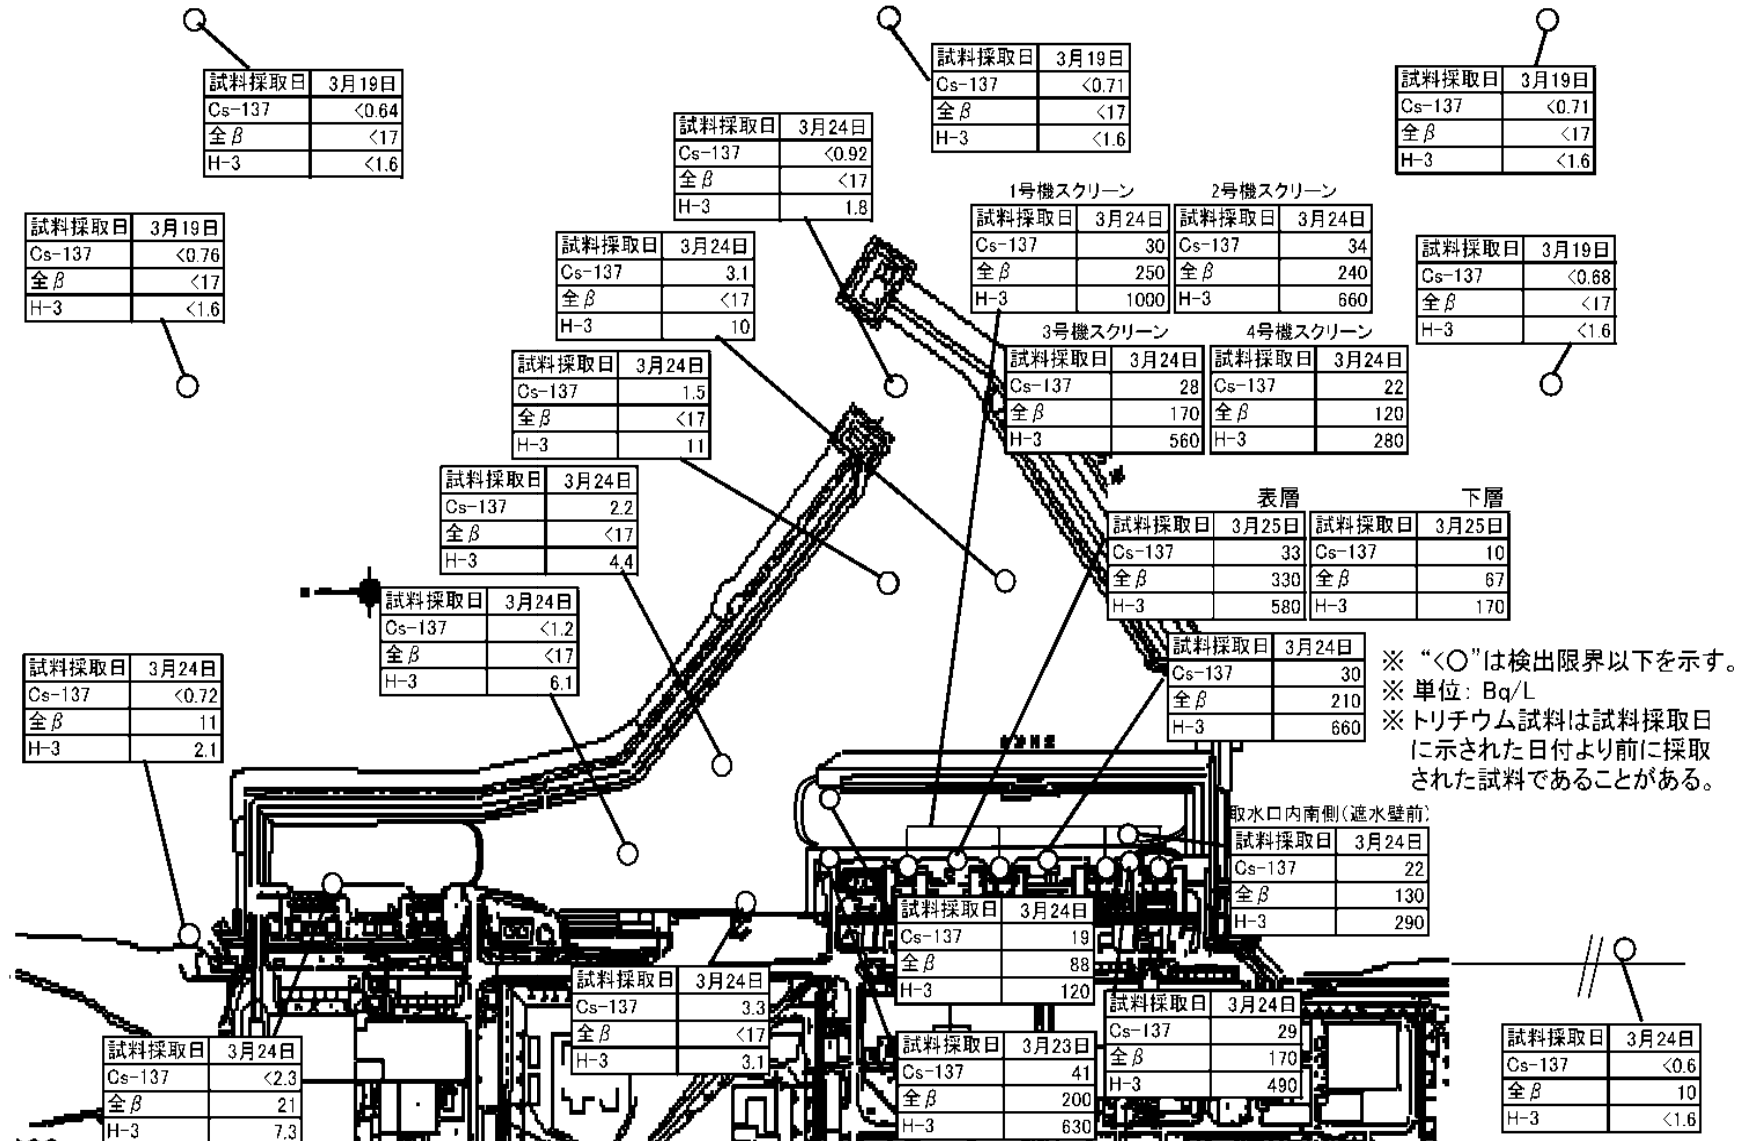 試料採取日 3月19日
Cs-137 <0.64
全β <17
H-3 <1.6
試料採取日 3月19日
Cs-137 <0.71
全β <17
H-3 <1.6
試料採取日 3月19日
Cs-137 <0.71
全β <17
H-3 <1.6
試料採取日 3月24日
Cs-137 <0.92
全β <17
H-3 1.8
試料採取日 3月19日
Cs-137 <0.76
全β <17
H-3 <1.6
試料採取日 3月24日
Cs-137 3.1
全β <17
H-3 10
1号機スクリーン
試料採取日 3月24日
Cs-137 30
全β 250
H-3 1000
2号機スクリーン
試料採取日 3月24日
Cs-137 34
全β 240
H-3 660
試料採取日 3月19日
Cs-137 <0.68
全β <17
H-3 <1.6
3号機スクリーン
試料採取日 3月24日
Cs-137 28
全β 170
H-3 560
4号機スクリーン
試料採取日 3月24日
Cs-137 22
全β 120
H-3 280
試料採取日 3月24日
Cs-137 1.5
全β <17
H-3 11
試料採取日 3月24日
Cs-137 2.2
全β <17
H-3 4.4
表層
試料採取日 3月25日
Cs-137 33
全β 330
H-3 580
下層
試料採取日 3月25日
Cs-137 10
全β 67
H-3 170
試料採取日 3月24日
Cs-137 <1.2
全β <17
H-3 6.1
試料採取日 3月24日
Cs-137 30
全β 210
H-3 660
※ “<○”は検出限界以下を示す。
※ 単位: Bq/L
※ トリチウム試料は試料採取日
に示された日付より前に採取
された試料であることがある。
試料採取日 3月24日
Cs-137 <0.72
全β 11
H-3 2.1
取水口内南側(遮水壁前)
試料採取日 3月24日
Cs-137 22
全β 130
H-3 290
試料採取日 3月24日
Cs-137 19
全β 88
H-3 120
試料採取日 3月24日
Cs-137 3.3
全β <17
H-3 3.1
試料採取日 3月24日
Cs-137 29
全β 170
H-3 490
試料採取日 3月24日
Cs-137 <0.6
全β 10
H-3 <1.6
試料採取日 3月23日
Cs-137 41
全β 200
H-3 630
試料採取日 3月24日
Cs-137 <2.3
全β 21
H-3 7.3